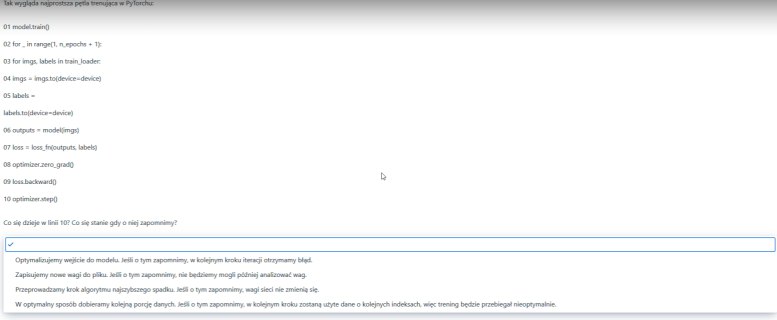 Tak wygląda najprostsza pętla trenująca w PyTorchu:
01 model.train()
02 for _ in range(1, n_epochs + 1):
03 for imgs, labels in train_loader:
04 imgs = imgs.to(device=device)
05 labels =
labels.to(device=device)
06 outputs = model(imgs)
07 loss = loss_fn(outputs, labels)
08 optimizer.zero_grad()
09 loss.backward()
10 optimizer.step()
Co się dzieje w linii 10? Co się stanie gdy o niej zapomnimy?
Optymalizujemy wejście do modelu. Jeśli o tym zapomnimy, w kolejnym kroku iteracji otrzymamy błąd.
Zapisujemy nowe wagi do pliku. Jeśli o tym zapomnimy, nie będziemy mogli później analizować wag.
Przeprowadzamy krok algorytmu najszybszego spadku. Jeśli o tym zapomnimy, wagi sieci nie zmienią się.
W optymalny sposób dobieramy kolejną porcję danych. Jeśli o tym zapomnimy, w kolejnym kroku zostaną użyte dane o kolejnych indeksach, więc trening będzie przebiegał nieoptymalnie.